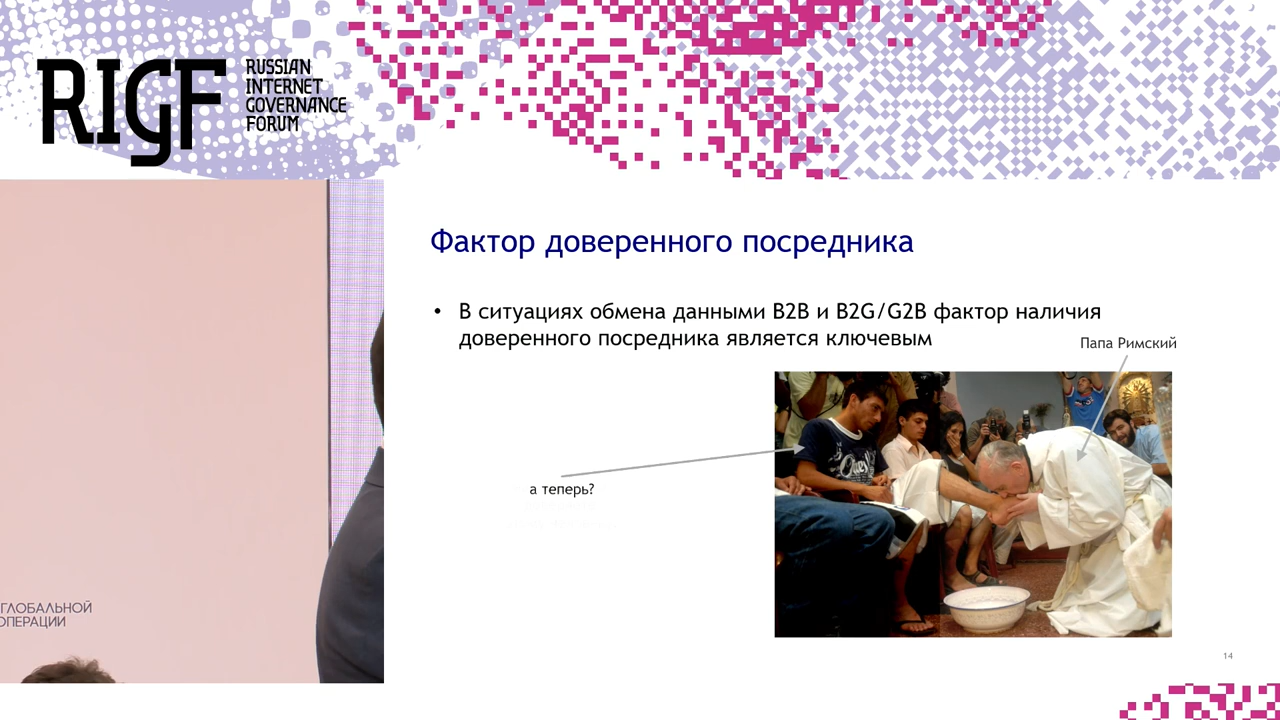 RIGF
RUSSIAN
INTERNET
GOVERNANCE
FORUM
Фактор доверенного посредника
• В ситуациях обмена данными B2B и B2G/G2B фактор наличия
доверенного посредника является ключевым
Папа Римский
а теперь?
ГЛОБАЛЬНОЙ
ОПЕРАЦИИ
14